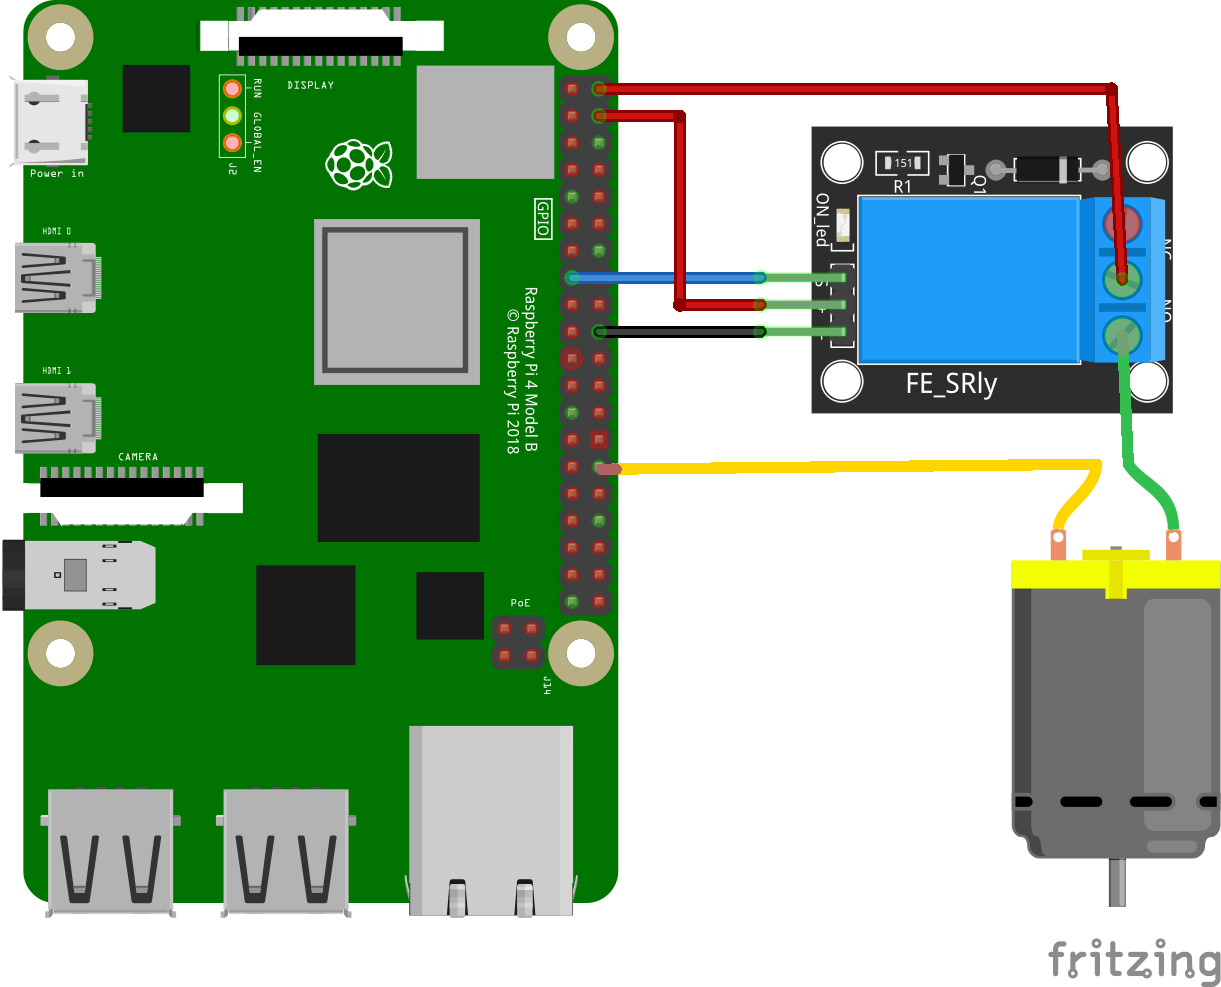 DISPLAY
RUN
GLOBAL_EN
J2
Power in
GPIO
HDMI 0
HDMI 1
Raspberry Pi 4 Model B
© Raspberry Pi 2018
CAMERA
PoE
J14
151
R1
Q1
ON_led
S
+
-
NC
NO
FE_SRly
fritzing